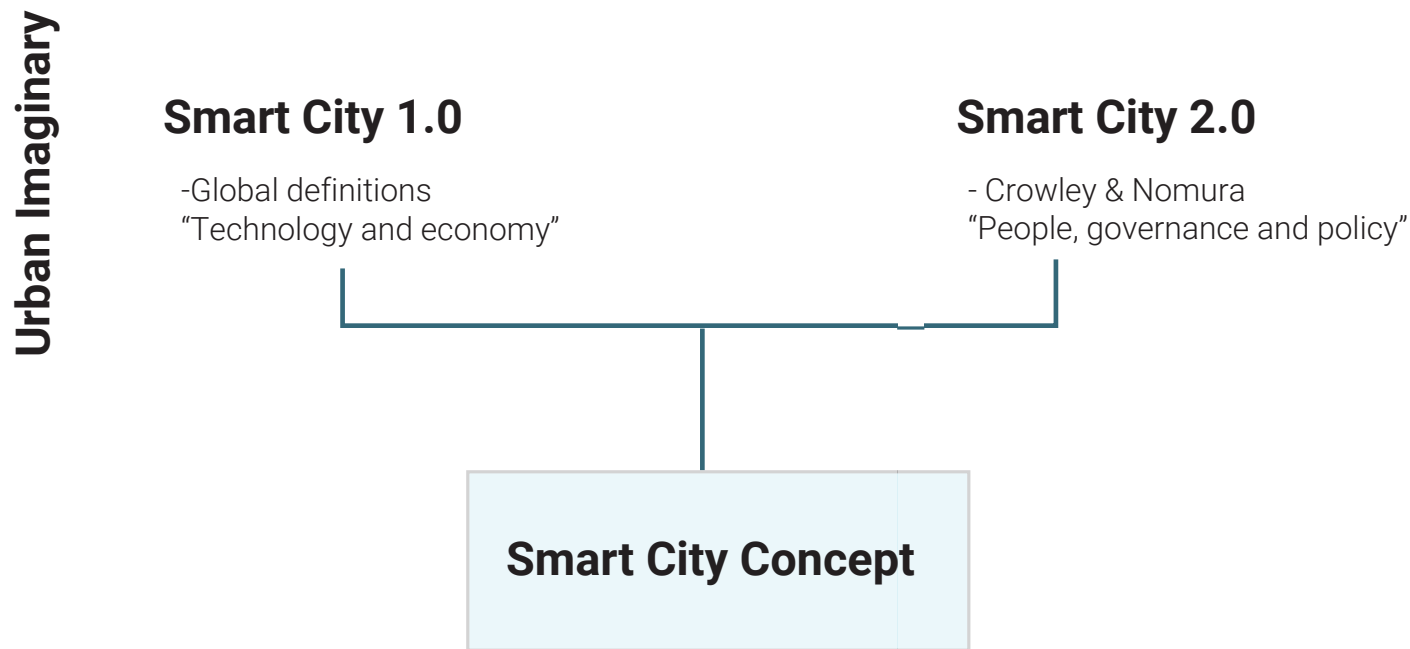 Urban Imaginary
Smart City 1.0
-Global definitions
“Technology and economy”
Smart City 2.0
- Crowley & Nomura
“People, governance and policy”
Smart City Concept